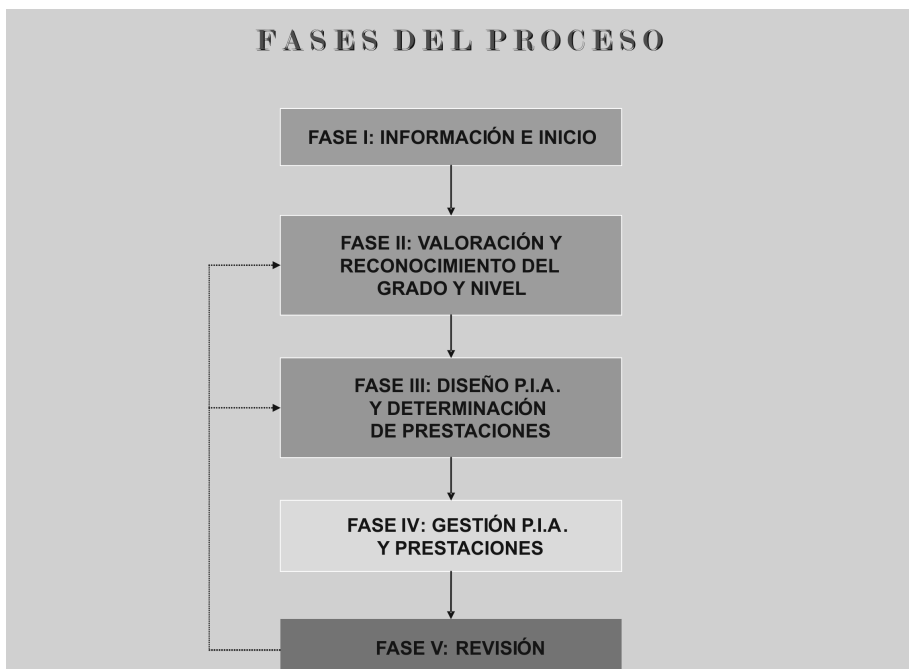 FASES DEL PROCESO
FASE I: INFORMACIÓN E INICIO
FASE II: VALORACIÓN Y
RECONOCIMIENTO DEL
GRADO Y NIVEL
FASE III: DISEÑO P.I.A.
Y DETERMINACIÓN
DE PRESTACIONES
FASE IV: GESTIÓN P.I.A.
Y PRESTACIONES
FASE V: REVISIÓN